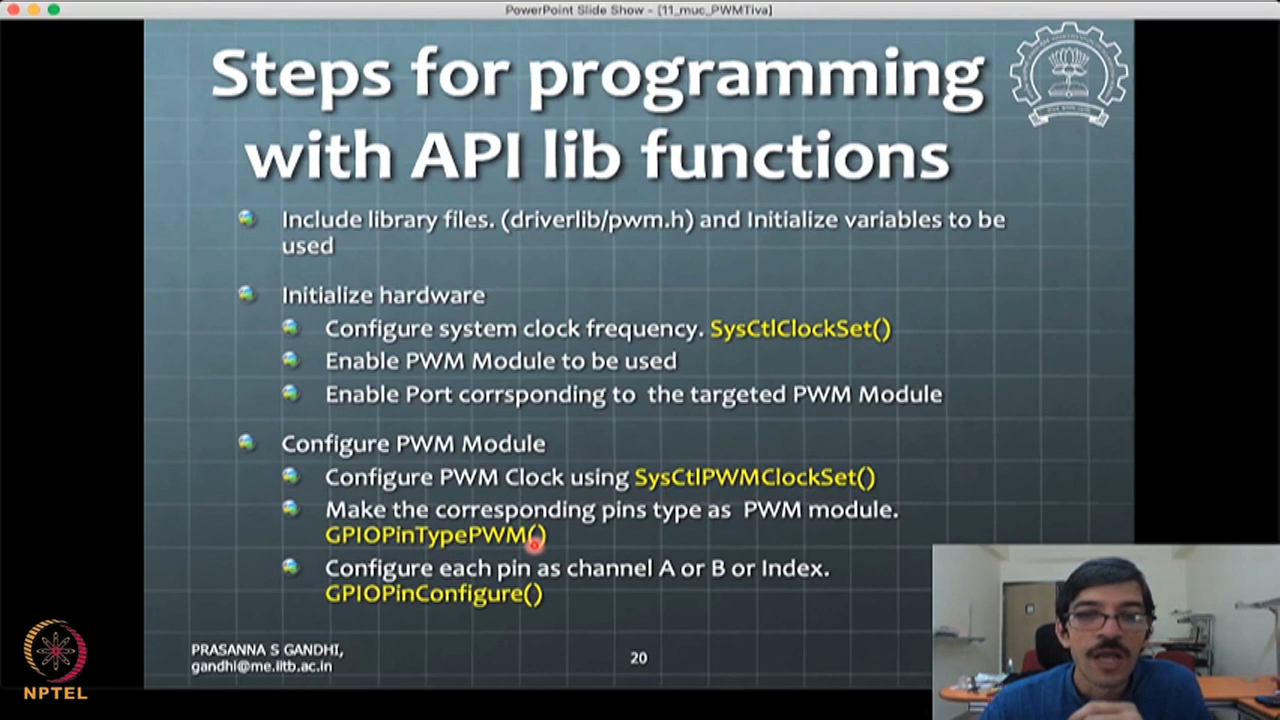 PowerPoint Slide Show - [11_muc_PWMTiva]
Steps for programming
with API lib functions
Include library files. (driverlib/pwm.h) and Initialize variables to be
used
Initialize hardware
Configure system clock frequency. SysCtlClockSet()
Enable PWM Module to be used
Enable Port corrsponding to the targeted PWM Module
Configure PWM Module
Configure PWM Clock using SysCtlPWMClockSet()
Make the corresponding pins type as PWM module.
GPIOPinTypePWM()
Configure each pin as channel A or B or Index.
GPIOPinConfigure()
PRASANNA S GANDHI,
gandhi@me.iitb.ac.in
20
NPTEL